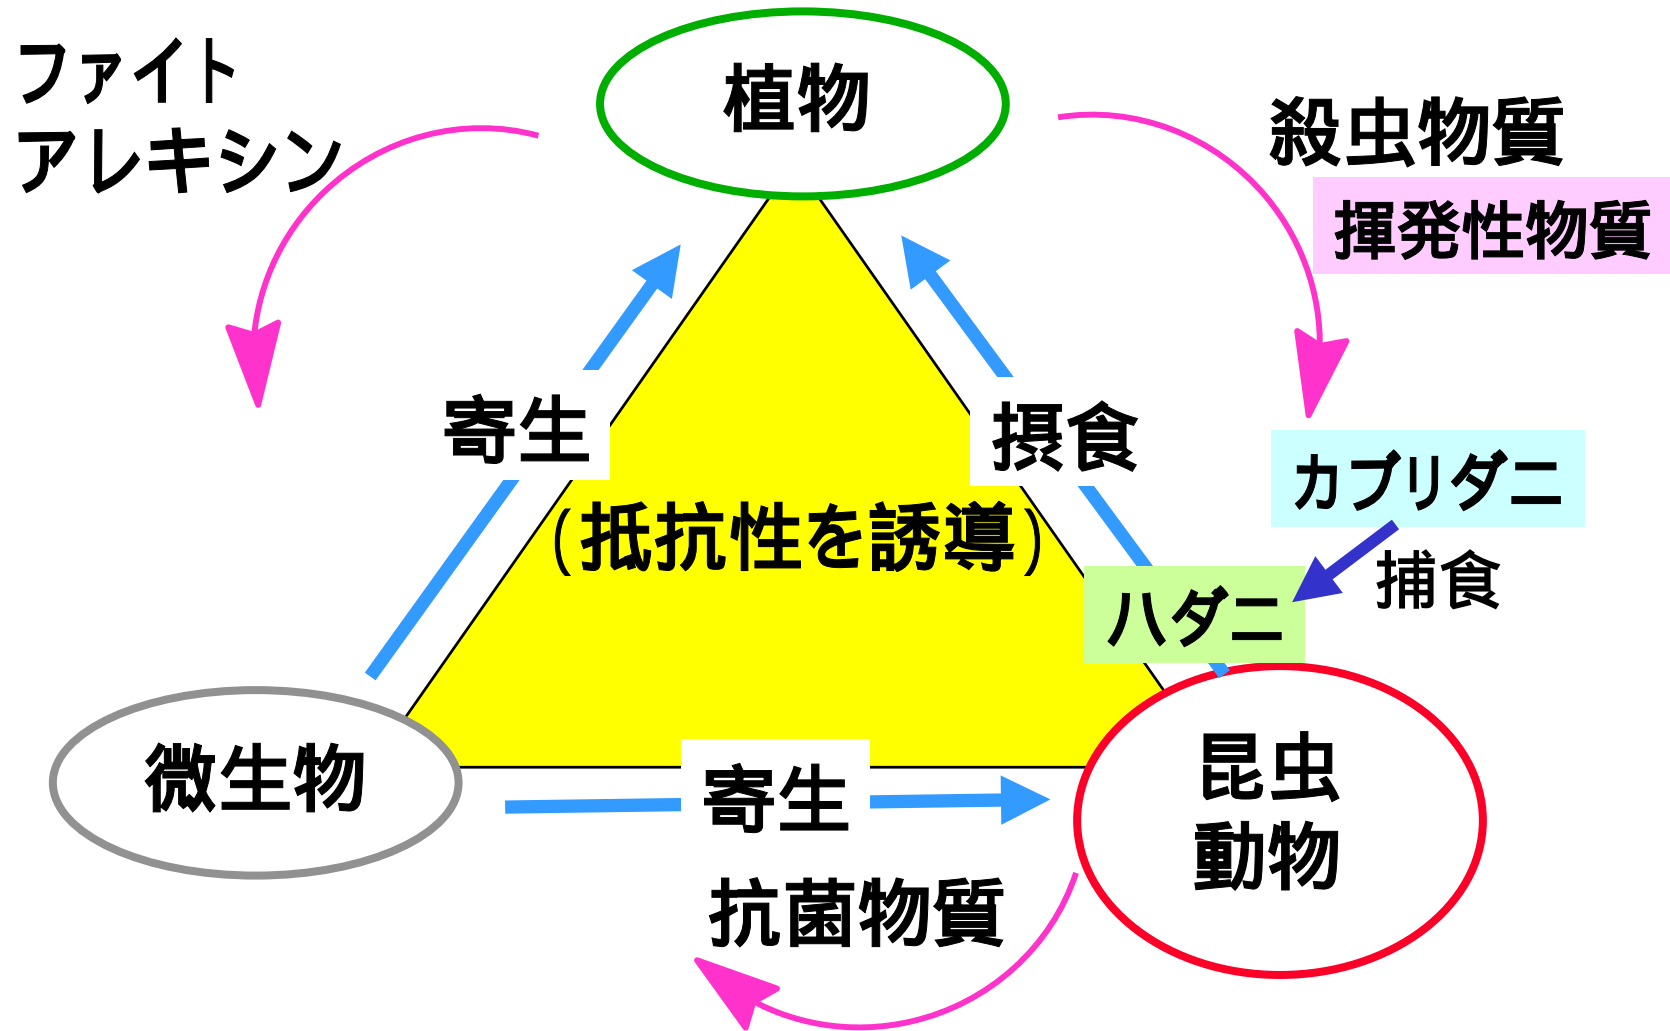 ファイト
アレキシン
植物
殺虫物質
揮発性物質
寄生
摂食
(抵抗性を誘導)
カブリダニ
捕食
ハダニ
微生物
寄生
昆虫
動物
抗菌物質